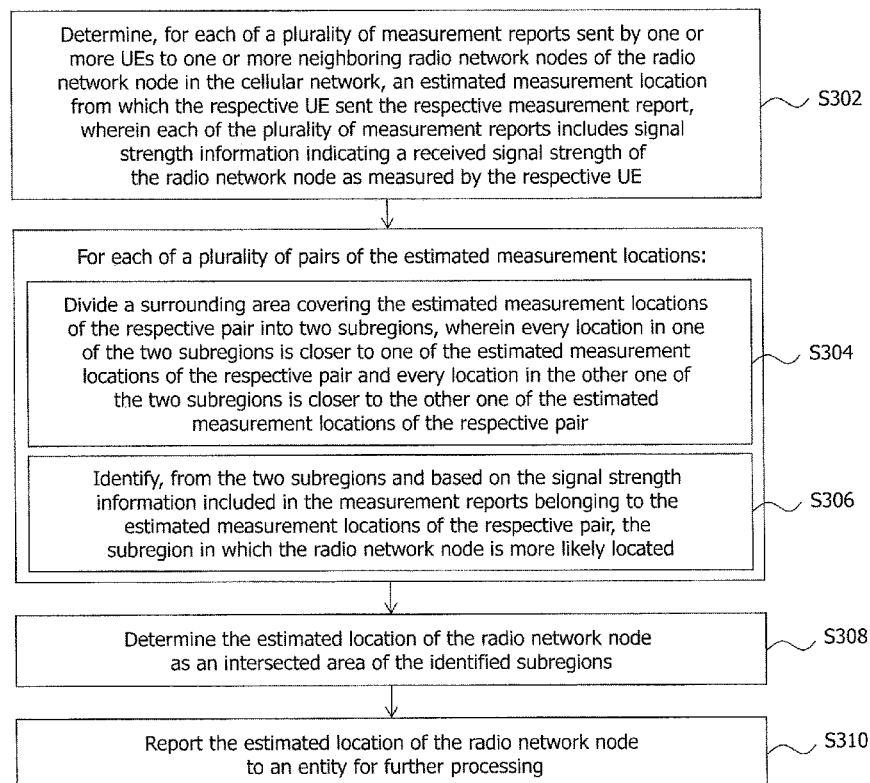 Determine, for each of a plurality of measurement reports sent by one or
more UEs to one or more neighboring radio network nodes of the radio
network node in the cellular network, an estimated measurement location
from which the respective UE sent the respective measurement report,
wherein each of the plurality of measurement reports includes signal
strength information indicating a received signal strength of
the radio network node as measured by the respective UE
S302
For each of a plurality of pairs of the estimated measurement locations:
Divide a surrounding area covering the estimated measurement locations
of the respective pair into two subregions, wherein every location in one
of the two subregions is closer to one of the estimated measurement
locations of the respective pair and every location in the other one of
the two subregions is closer to the other one of the estimated
measurement locations of the respective pair
S304
Identify, from the two subregions and based on the signal strength
information included in the measurement reports belonging to the
estimated measurement locations of the respective pair, the
subregion in which the radio network node is more likely located
S306
Determine the estimated location of the radio network node
as an intersected area of the identified subregions
S308
Report the estimated location of the radio network node
to an entity for further processing
S310